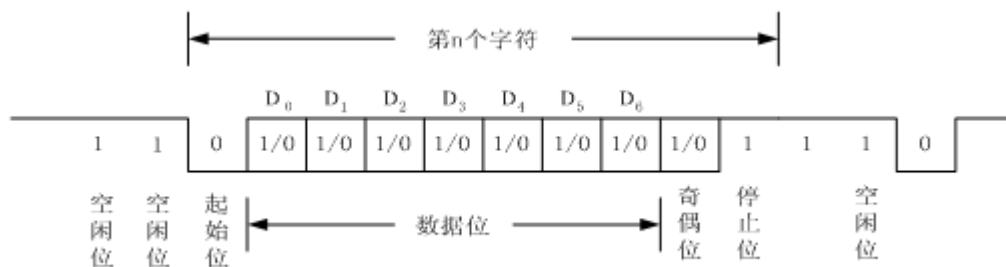 第n个字符
D₀ D₁ D₂ D₃ D₄ D₅ D₆
1 1 0 1/0 1/0 1/0 1/0 1/0 1/0 1/0 1/0 1 1 1 0
空闲位 空闲位 起始位 数据位 奇偶位 停止位 空闲位